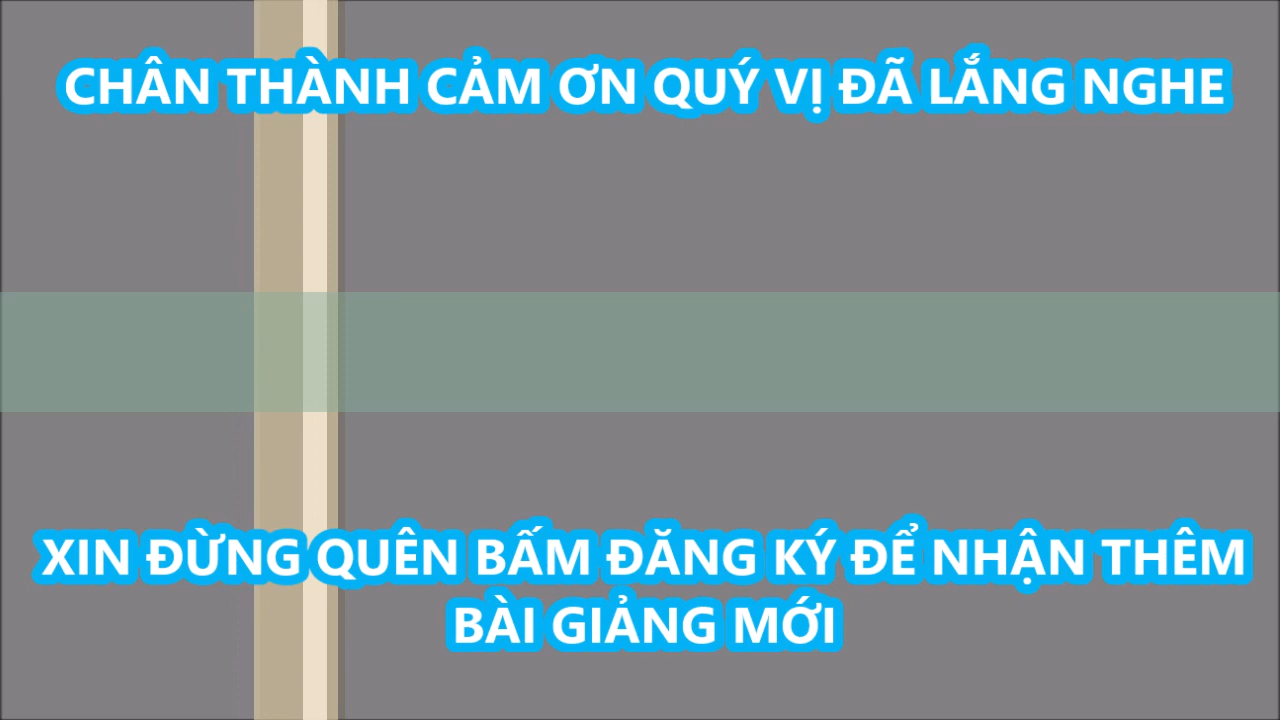 CHÂN THÀNH CẢM ƠN QUÝ VỊ ĐÃ LẮNG NGHE
XIN ĐỪNG QUÊN BẤM ĐĂNG KÝ ĐỂ NHẬN THÊM
BÀI GIẢNG MỚI